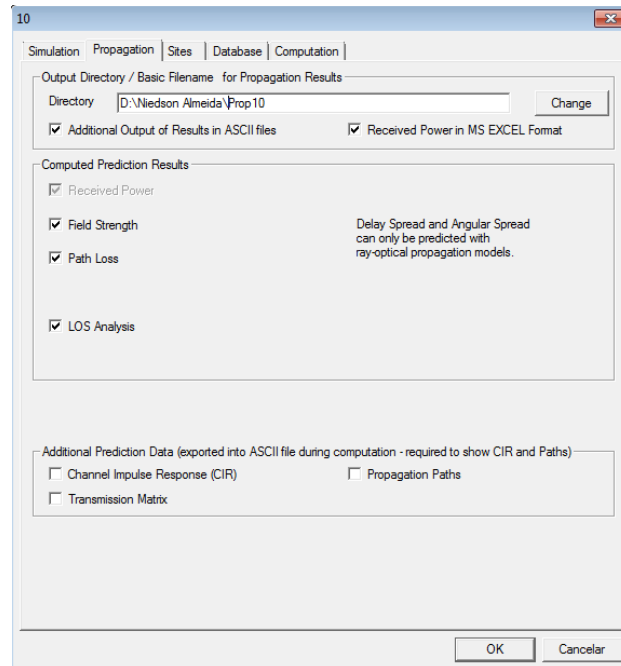 10
Simulation Propagation Sites Database Computation
Output Directory / Basic Filename for Propagation Results
Directory D:\Niedson Almeida\Prop10 Change
Additional Output of Results in ASCII files Received Power in MS EXCEL Format
Computed Prediction Results
Received Power
Field Strength
Delay Spread and Angular Spread
can only be predicted with
ray-optical propagation models.
Path Loss
LOS Analysis
Additional Prediction Data (exported into ASCII file during computation - required to show CIR and Paths)
Channel Impulse Response (CIR) Propagation Paths
Transmission Matrix
OK Cancelar